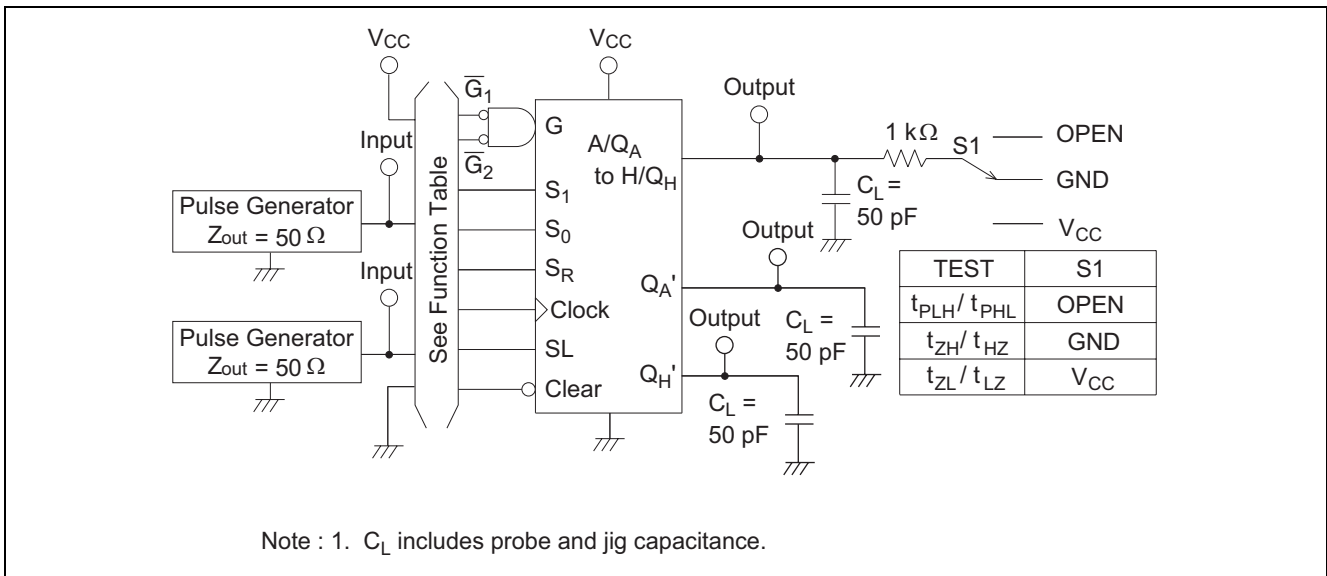 VCC
VCC
G̅1
G̅2
Input
Pulse Generator
Zout = 50 Ω
Input
Pulse Generator
Zout = 50 Ω
See Function Table
G
S1
S0
SR
Clock
SL
Clear
A/QA
to H/QH
QA'
QH'
Output
1 kΩ
S1
OPEN
GND
VCC
CL =
50 pF
Output
CL =
50 pF
Output
CL =
50 pF
TEST S1
tPLH/ tPHL OPEN
tZH/ tHZ GND
tZL/ tLZ VCC
Note : 1. CL includes probe and jig capacitance.